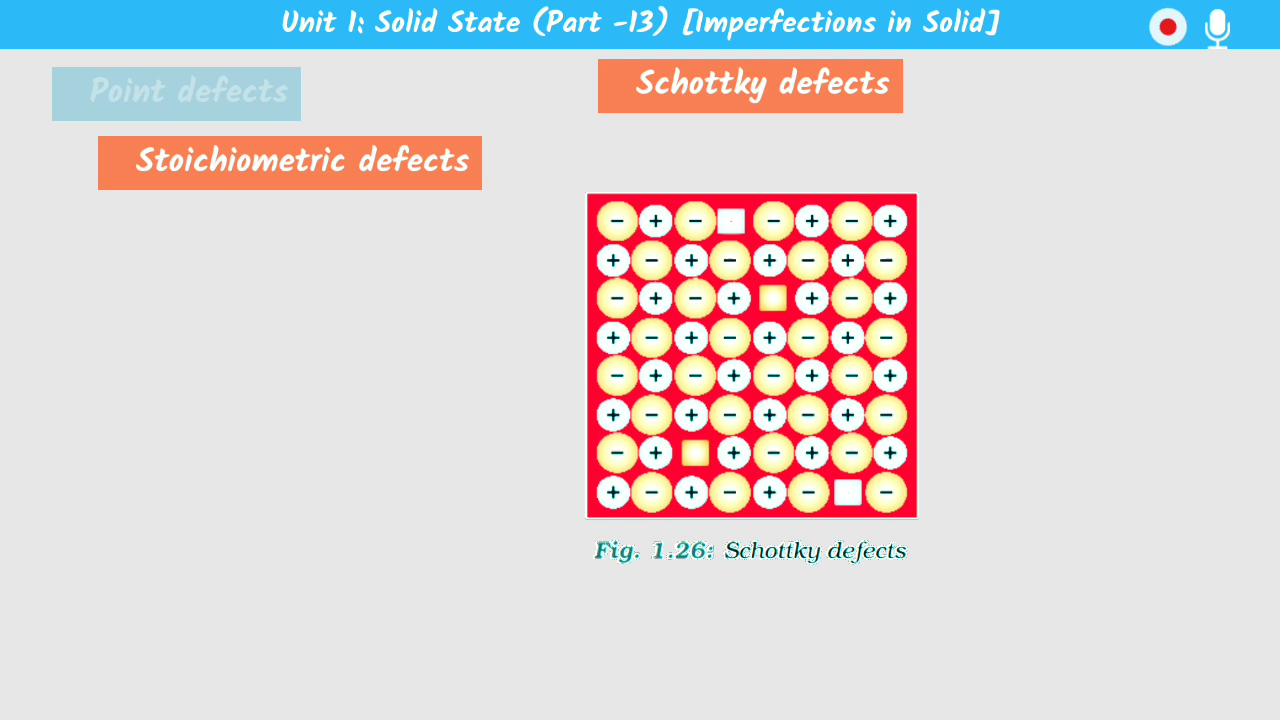 Unit 1: Solid State (Part -13) [Imperfections in Solid]
Point defects
Schottky defects
Stoichiometric defects
− + − − + − +
+ − + − + − + −
− + − + + − +
+ − + − + − + −
− + − + − + − +
+ − + − + − + −
− + + − + − +
+ − + − + − −
Fig. 1.26: Schottky defects